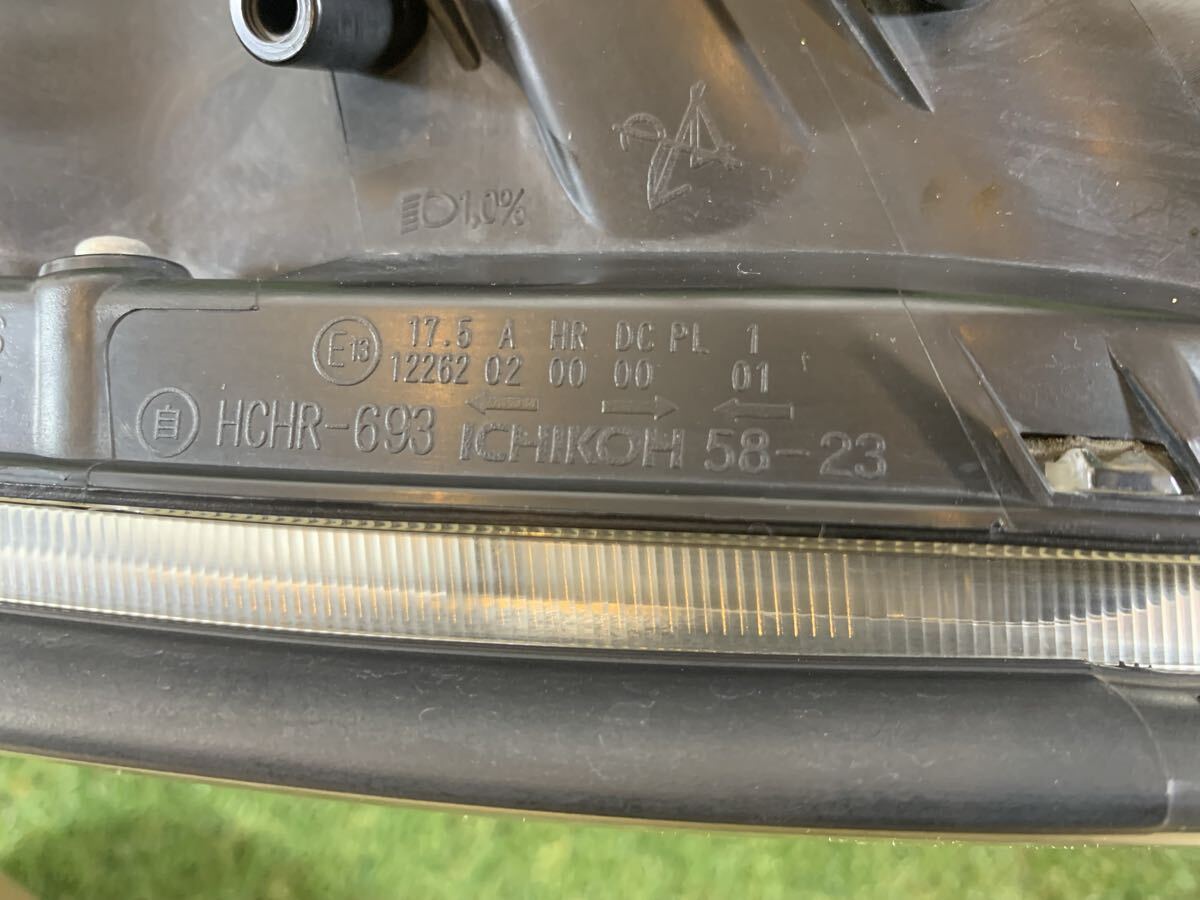 1,0%
E13 17.5 A HR DC PL 1
12262 02 00 00 01
自 HCHR-693 ICHIKOH 58-23